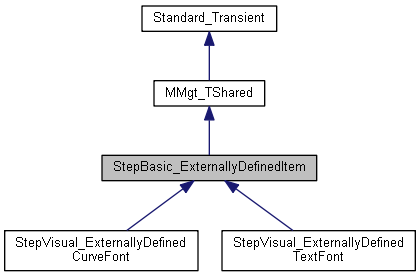 Standard_Transient
MMgt_TShared
StepBasic_ExternallyDefinedItem
StepVisual_ExternallyDefined
CurveFont
StepVisual_ExternallyDefined
TextFont